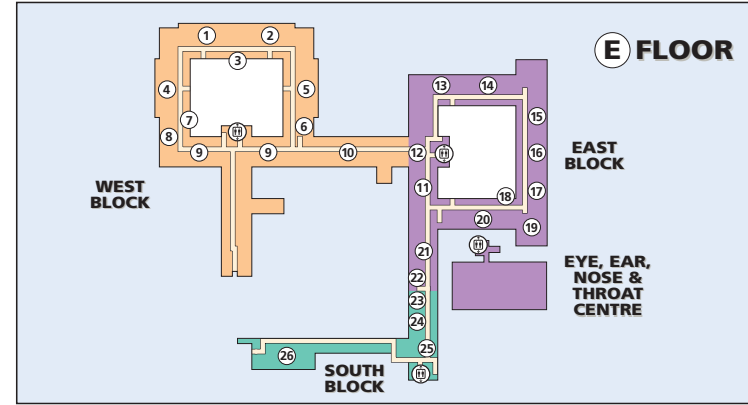 E FLOOR
1
2
3
4
5
6
7
8
9
9
10
WEST
BLOCK
13
14
15
16
17
18
12
11
20
19
EAST
BLOCK
21
22
23
24
25
26
EYE, EAR,
NOSE &
THROAT
CENTRE
SOUTH
BLOCK